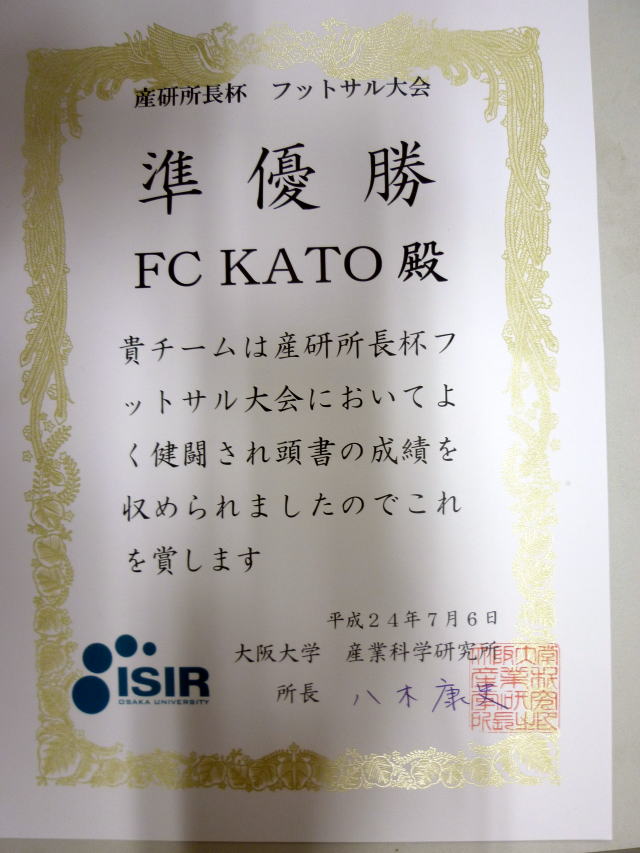 産研所長杯　フットサル大会
準優勝
FC KATO 殿
貴チームは産研所長杯フ
ットサル大会においてよ
く健闘され頭書の成績を
収められましたのでこれ
を賞します
平成２４年７月６日
大阪大学　産業科学研究所
所長　八木 康史
ISIR
OSAKA UNIVERSITY